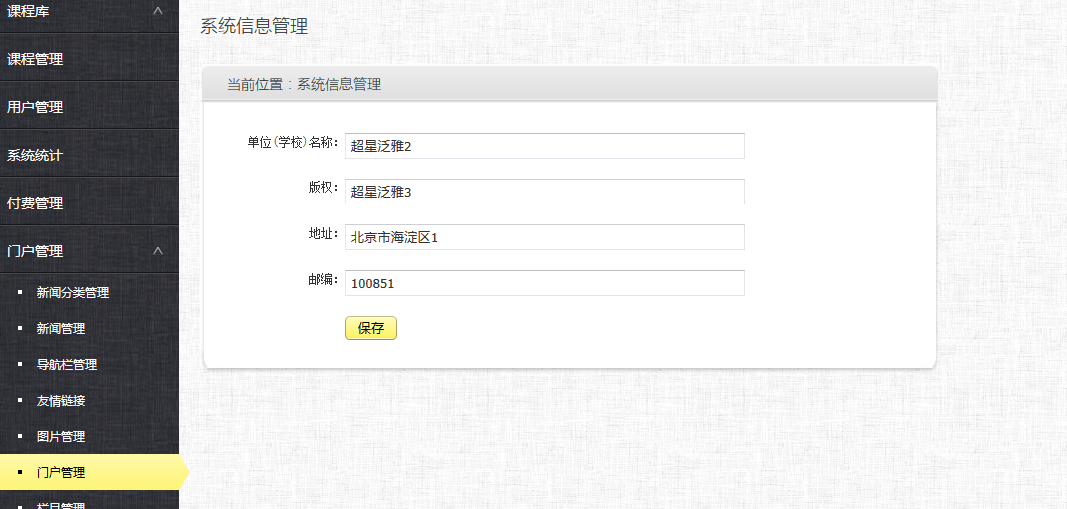 课程库
课程管理
用户管理
系统统计
付费管理
门户管理
新闻分类管理
新闻管理
导航栏管理
友情链接
图片管理
门户管理
栏目管理
系统信息管理
当前位置：系统信息管理
单位(学校)名称： 超星泛雅2
版权： 超星泛雅3
地址： 北京市海淀区1
邮编： 100851
保存